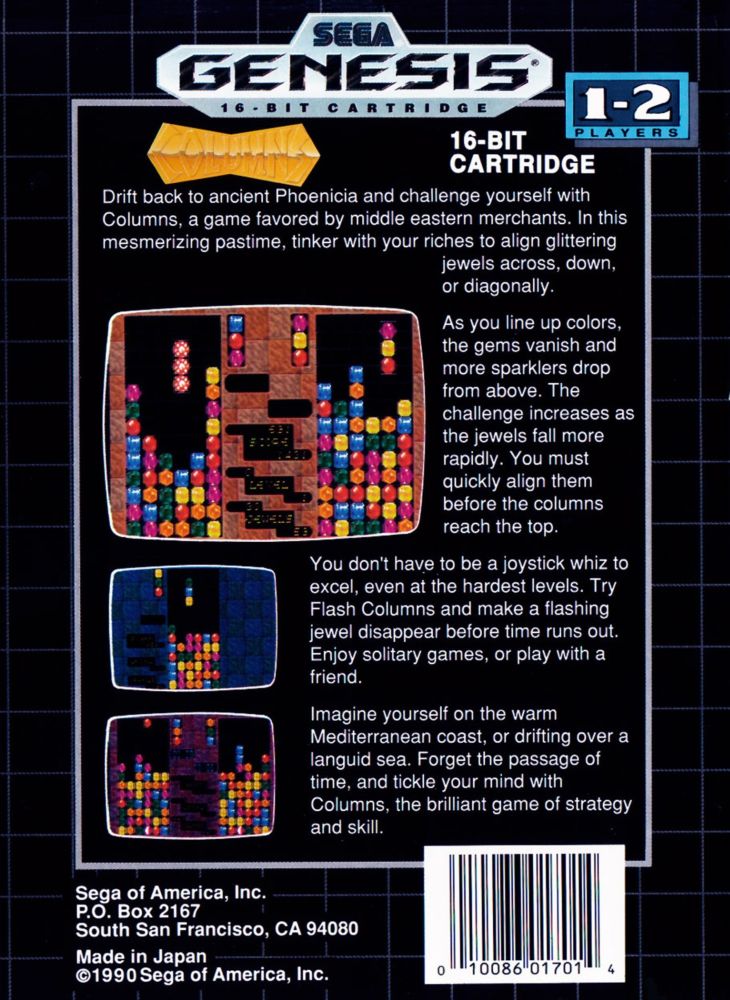 SEGA
GENESIS®
16-BIT CARTRIDGE
1-2
PLAYERS
COLUMNS
16-BIT
CARTRIDGE
Drift back to ancient Phoenicia and challenge yourself with
Columns, a game favored by middle eastern merchants. In this
mesmerizing pastime, tinker with your riches to align glittering
jewels across, down,
or diagonally.
As you line up colors,
the gems vanish and
more sparklers drop
from above. The
challenge increases as
the jewels fall more
rapidly. You must
quickly align them
before the columns
reach the top.
You don't have to be a joystick whiz to
excel, even at the hardest levels. Try
Flash Columns and make a flashing
jewel disappear before time runs out.
Enjoy solitary games, or play with a
friend.
Imagine yourself on the warm
Mediterranean coast, or drifting over a
languid sea. Forget the passage of
time, and tickle your mind with
Columns, the brilliant game of strategy
and skill.
Sega of America, Inc.
P.O. Box 2167
South San Francisco, CA 94080
Made in Japan
©1990 Sega of America, Inc.
0 10086 01701 4